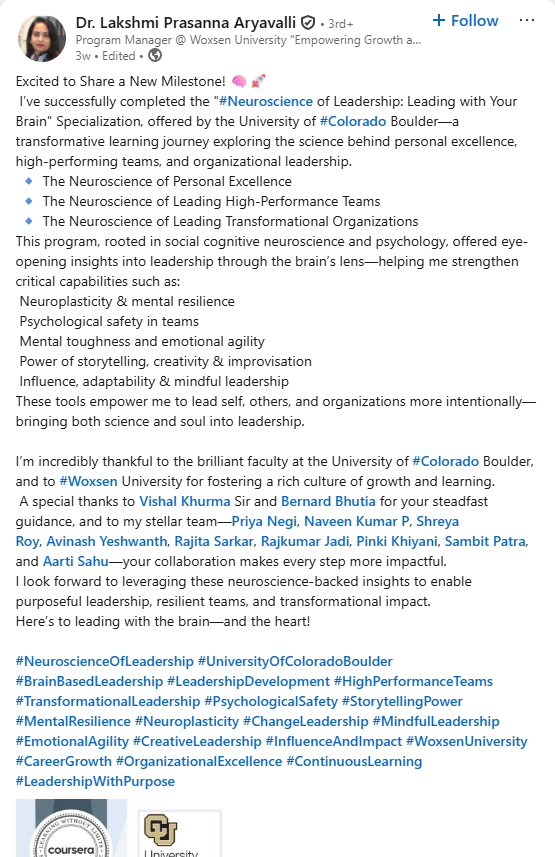 Dr. Lakshmi Prasanna Aryavalli • 3rd+
+ Follow
Program Manager @ Woxsen University "Empowering Growth a...
3w • Edited •
Excited to Share a New Milestone! 🧠 🚀
I've successfully completed the "#Neuroscience of Leadership: Leading with Your
Brain" Specialization, offered by the University of #Colorado Boulder—a
transformative learning journey exploring the science behind personal excellence,
high-performing teams, and organizational leadership.
🔹 The Neuroscience of Personal Excellence
🔹 The Neuroscience of Leading High-Performance Teams
🔹 The Neuroscience of Leading Transformational Organizations
This program, rooted in social cognitive neuroscience and psychology, offered eye-
opening insights into leadership through the brain's lens—helping me strengthen
critical capabilities such as:
Neuroplasticity & mental resilience
Psychological safety in teams
Mental toughness and emotional agility
Power of storytelling, creativity & improvisation
Influence, adaptability & mindful leadership
These tools empower me to lead self, others, and organizations more intentionally—
bringing both science and soul into leadership.
I'm incredibly thankful to the brilliant faculty at the University of #Colorado Boulder,
and to #Woxsen University for fostering a rich culture of growth and learning.
A special thanks to Vishal Khurma Sir and Bernard Bhutia for your steadfast
guidance, and to my stellar team—Priya Negi, Naveen Kumar P, Shreya
Roy, Avinash Yeshwanth, Rajita Sarkar, Rajkumar Jadi, Pinki Khiyani, Sambit Patra,
and Aarti Sahu—your collaboration makes every step more impactful.
I look forward to leveraging these neuroscience-backed insights to enable
purposeful leadership, resilient teams, and transformational impact.
Here's to leading with the brain—and the heart!
#NeuroscienceOfLeadership #UniversityOfColoradoBoulder
#BrainBasedLeadership #LeadershipDevelopment #HighPerformanceTeams
#TransformationalLeadership #PsychologicalSafety #StorytellingPower
#MentalResilience #Neuroplasticity #ChangeLeadership #MindfulLeadership
#EmotionalAgility #CreativeLeadership #InfluenceAndImpact #WoxsenUniversity
#CareerGrowth #OrganizationalExcellence #ContinuousLearning
#LeadershipWithPurpose
LEARNING WITHOUT LIMITS
coursera
CU
University